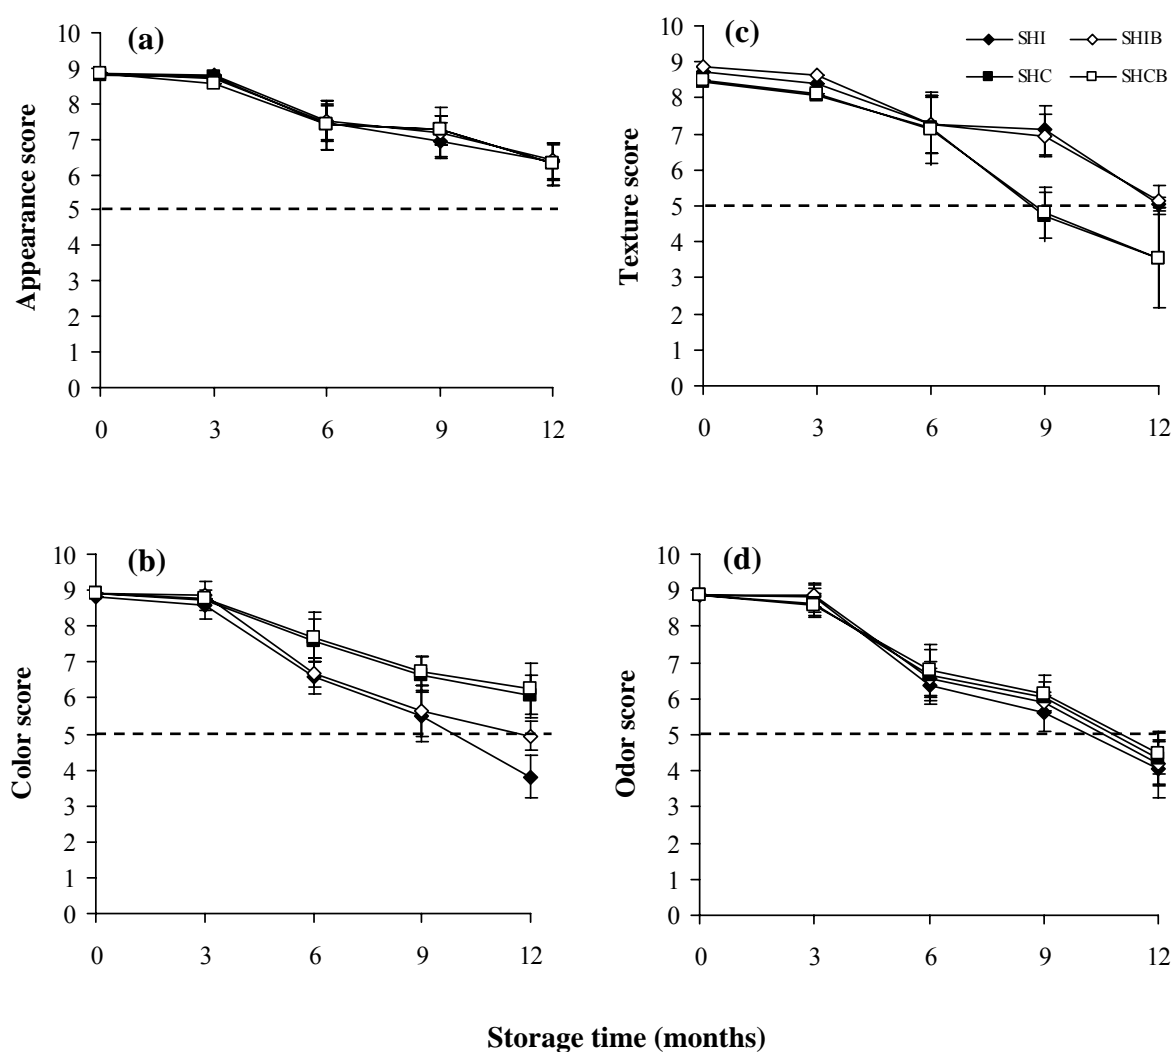 (a)
Appearance score
10
9
8
7
6
5
4
3
2
1
0
0 3 6 9 12
(c)
SHI SHIB
SHC SHCB
Texture score
10
9
8
7
6
5
4
3
2
1
0
0 3 6 9 12
(b)
Color score
10
9
8
7
6
5
4
3
2
1
0
0 3 6 9 12
(d)
Odor score
10
9
8
7
6
5
4
3
2
1
0
0 3 6 9 12
Storage time (months)